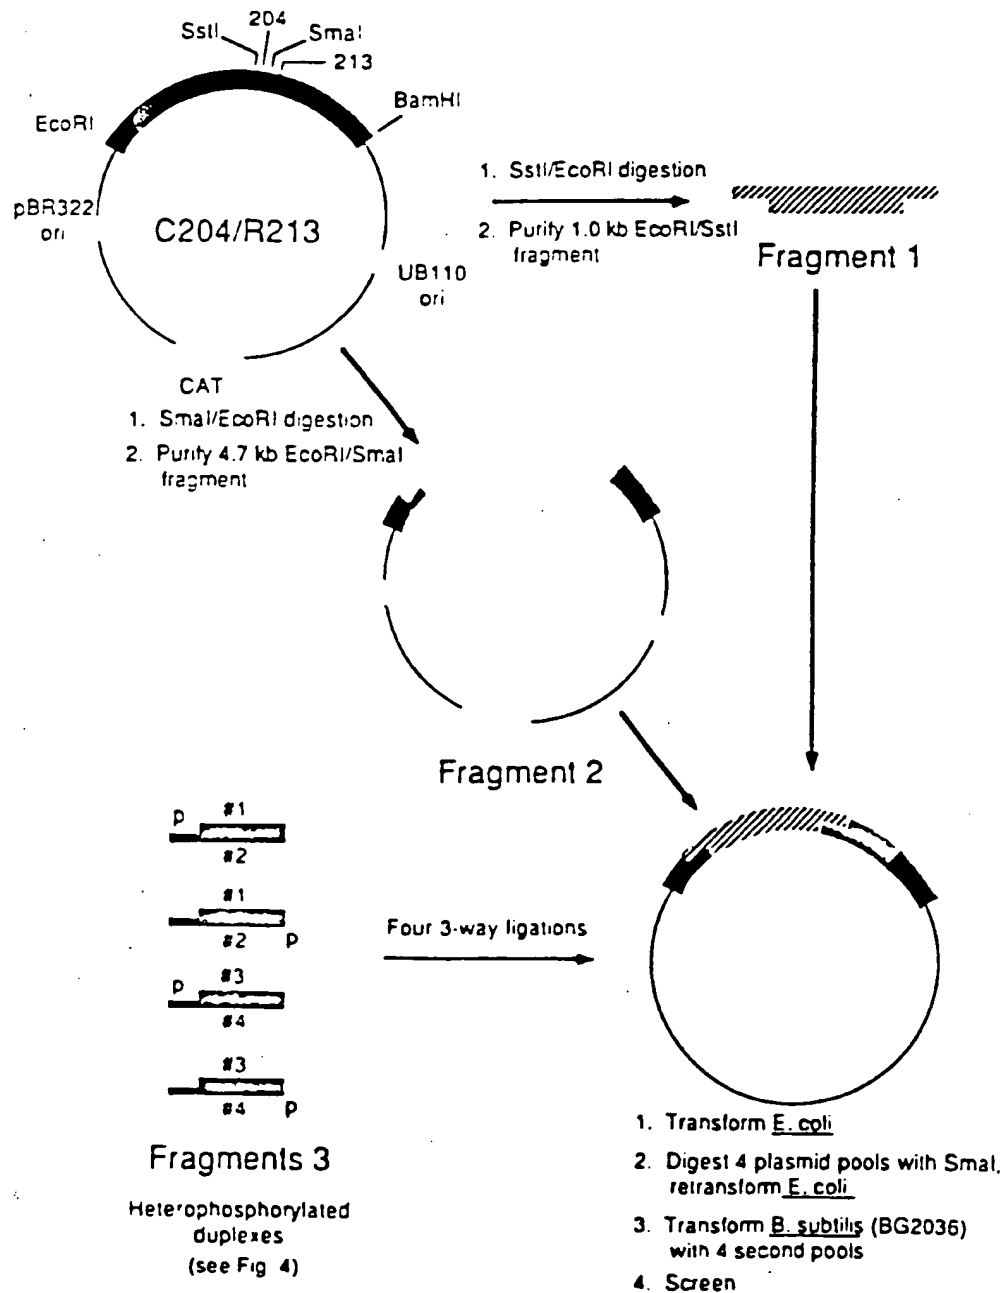 204
SstI
SmaI
213
BamHI
EcoRI
pBR322
ori
C204/R213
UB110
ori
CAT
1. SstI/EcoRI digestion
2. Purify 1.0 kb EcoRI/SstI
fragment
Fragment 1
1. SmaI/EcoRI digestion
2. Purify 4.7 kb EcoRI/SmaI
fragment
Fragment 2
p
#1
#2
#1
#2
p
p
#3
#4
#3
#4
p
Four 3-way ligations
Fragments 3
Heterophosphorylated
duplexes
(see Fig 4)
1. Transform E. coli
2. Digest 4 plasmid pools with SmaI,
retransform E. coli
3. Transform B. subtilis (BG2036)
with 4 second pools
4. Screen